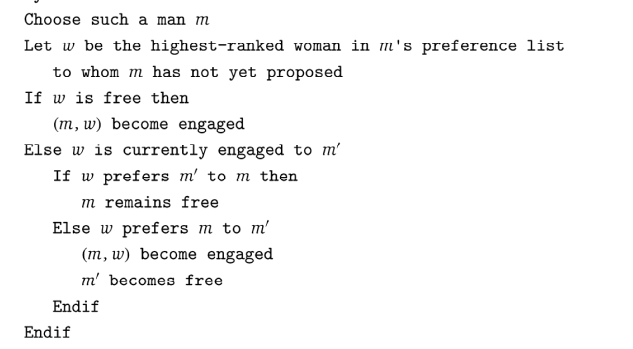 Choose such a man m
Let w be the highest-ranked woman in m's preference list
to whom m has not yet proposed
If w is free then
(m, w) become engaged
Else w is currently engaged to m′
If w prefers m′ to m then
m remains free
Else w prefers m to m′
(m, w) become engaged
m′ becomes free
Endif
Endif